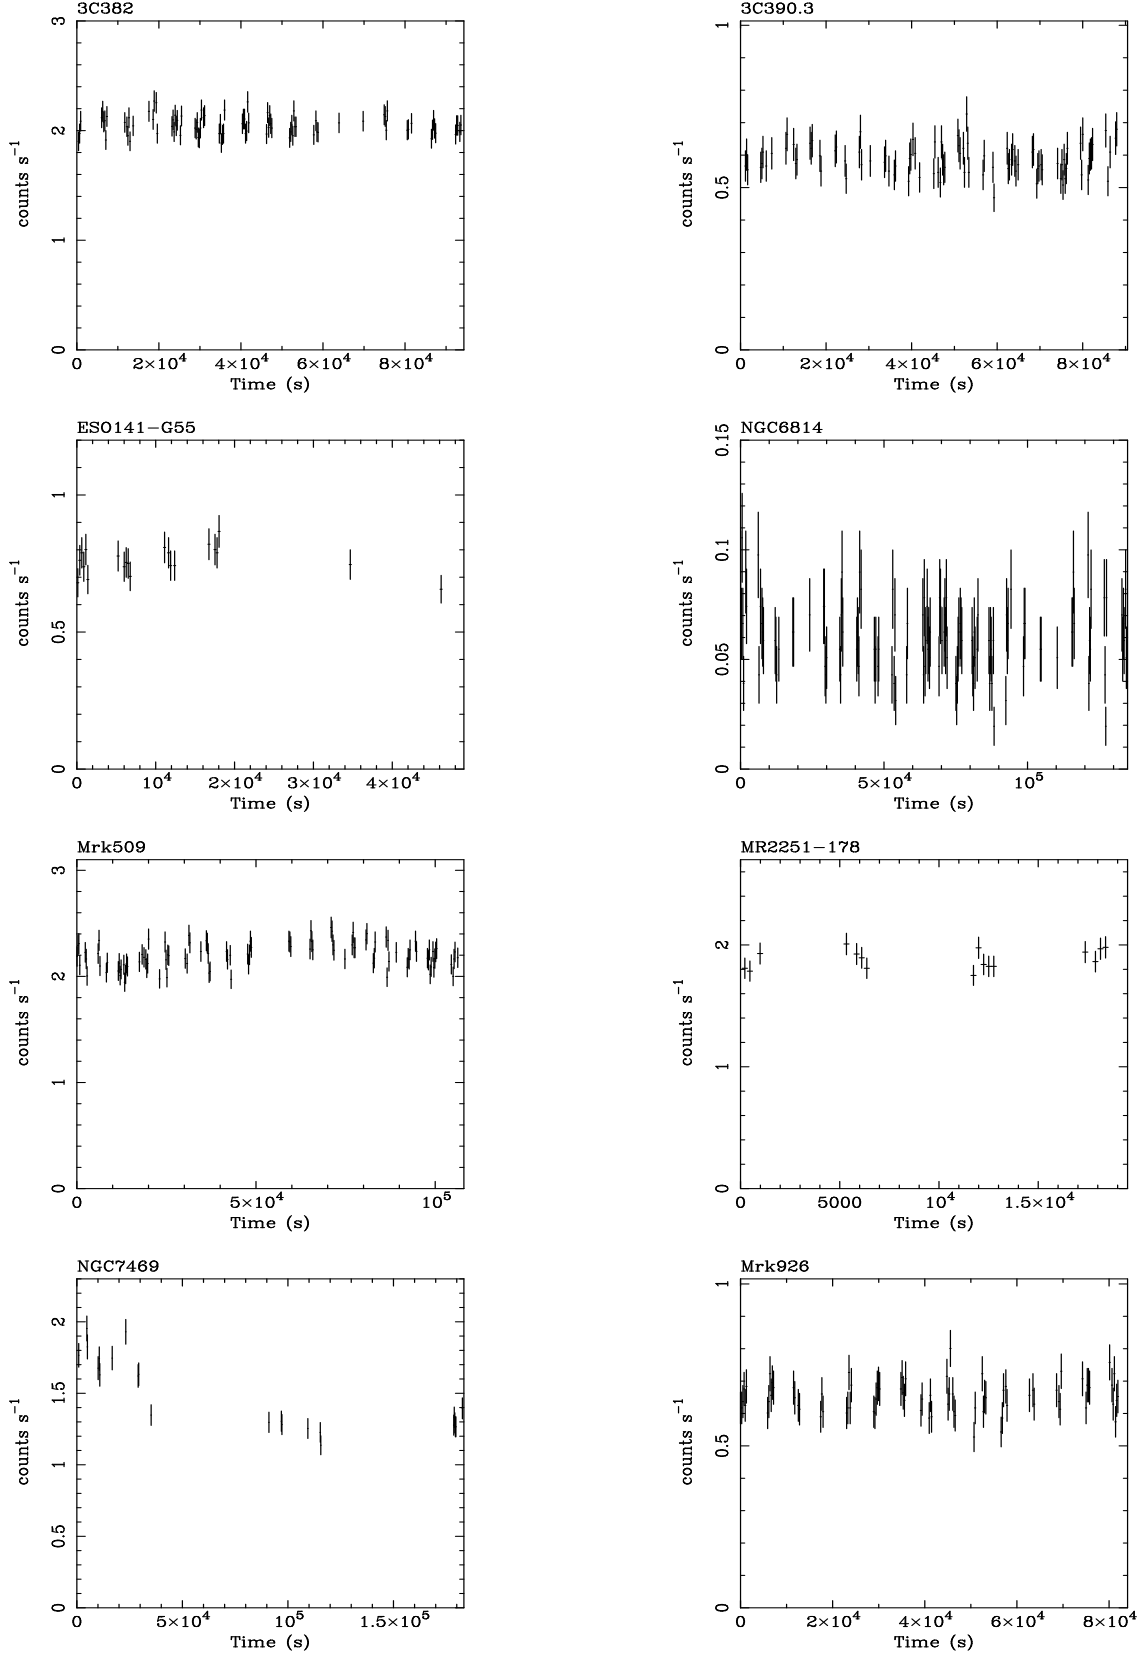 3C382
counts s⁻¹
3
2
1
0
0 2×10⁴ 4×10⁴ 6×10⁴ 8×10⁴
Time (s)
3C390.3
counts s⁻¹
1
0.5
0
0 2×10⁴ 4×10⁴ 6×10⁴ 8×10⁴
Time (s)
ESO141−G55
counts s⁻¹
1
0.5
0
0 10⁴ 2×10⁴ 3×10⁴ 4×10⁴
Time (s)
NGC6814
counts s⁻¹
0.15
0.1
0.05
0
0 5×10⁴ 10⁵
Time (s)
Mrk509
counts s⁻¹
3
2
1
0
0 5×10⁴ 10⁵
Time (s)
MR2251−178
counts s⁻¹
2
1
0
0 5000 10⁴ 1.5×10⁴
Time (s)
NGC7469
counts s⁻¹
2
1.5
1
0.5
0
0 5×10⁴ 10⁵ 1.5×10⁵
Time (s)
Mrk926
counts s⁻¹
1
0.5
0
0 2×10⁴ 4×10⁴ 6×10⁴ 8×10⁴
Time (s)